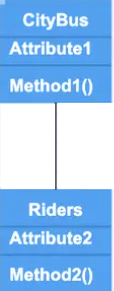 CityBus
Attribute1
Method1()
Riders
Attribute2
Method2()